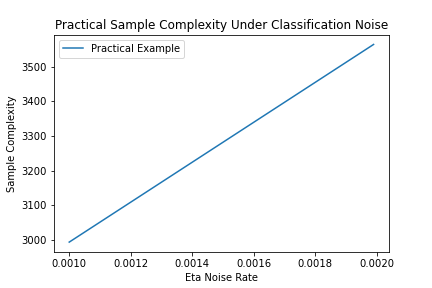 Practical Sample Complexity Under Classification Noise
Practical Example
Sample Complexity
3500
3400
3300
3200
3100
3000
0.0010 0.0012 0.0014 0.0016 0.0018 0.0020
Eta Noise Rate